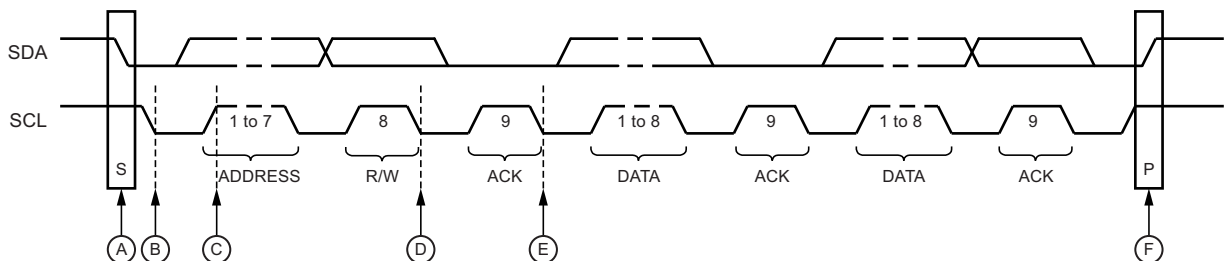 SDA
SCL
1 to 7 8 9 1 to 8 9 1 to 8 9
S ADDRESS R/W ACK DATA ACK DATA ACK P
A B C D E F